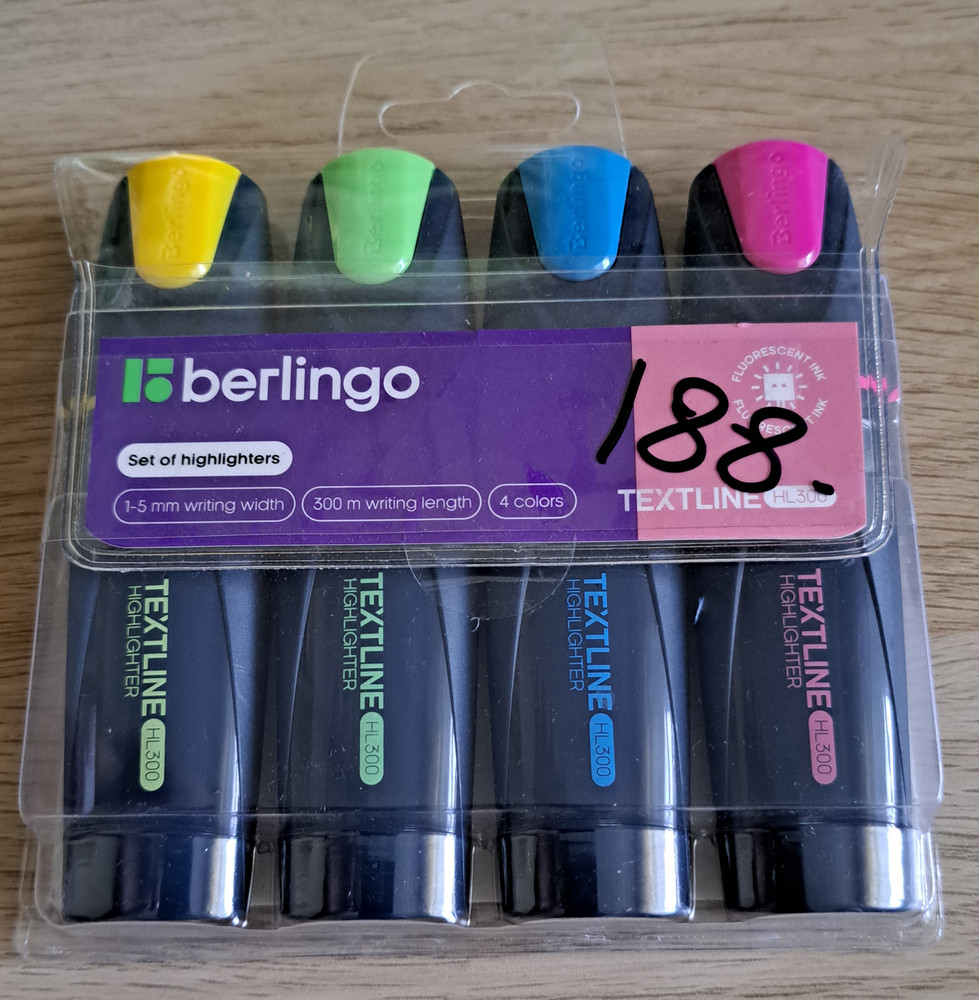 Berlingo
Berlingo
Berlingo
Berlingo
berlingo
FLUORESCENT INK
188.
Set of highlighters
1-5 mm writing width
300 m writing length
4 colors
TEXTLINE HL300
TEXTLINE HL300
HIGHLIGHTER
TEXTLINE HL300
HIGHLIGHTER
TEXTLINE HL300
HIGHLIGHTER
TEXTLINE HL300
HIGHLIGHTER